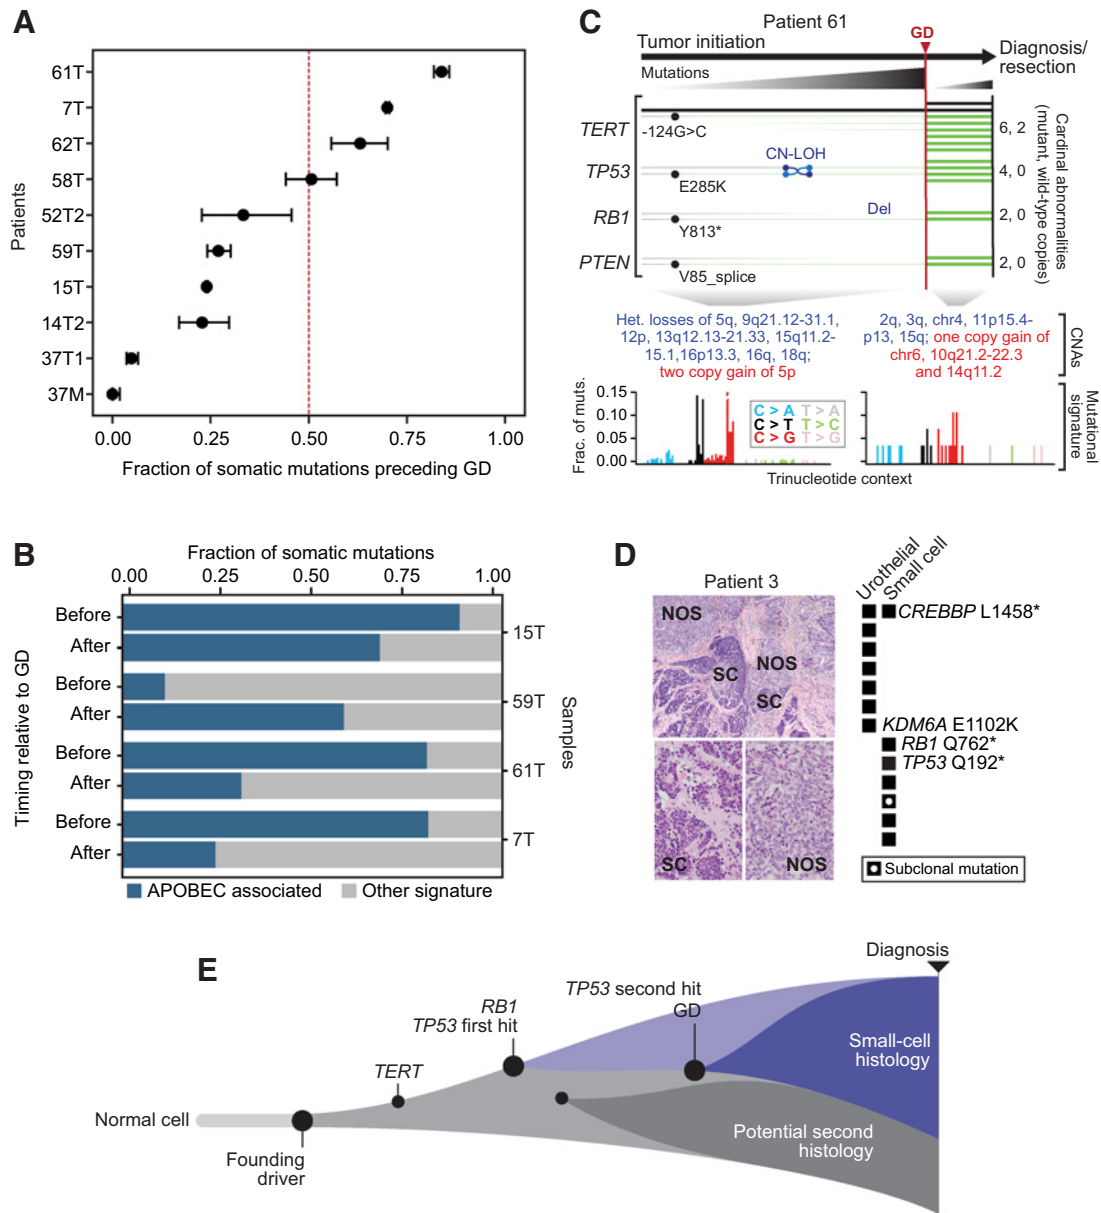 A
Patients
61T
7T
62T
58T
52T2
59T
15T
14T2
37T1
37M
0.00 0.25 0.50 0.75 1.00
Fraction of somatic mutations preceding GD
C
Patient 61
Tumor initiation
GD
Diagnosis/
resection
Mutations
TERT
-124G>C
6, 2
TP53
CN-LOH
E285K
4, 0
RB1
Del
Y813*
2, 0
PTEN
V85_splice
2, 0
Cardinal abnormalities
(mutant, wild-type copies)
Het. losses of 5q, 9q21.12-31.1,
12p, 13q12.13-21.33, 15q11.2-
15.1,16p13.3, 16q, 18q;
two copy gain of 5p
2q, 3q, chr4, 11p15.4-
p13, 15q; one copy gain of
chr6, 10q21.2-22.3
and 14q11.2
CNAs
Frac. of muts.
0.15
0.10
0.05
0.00
C > A T > A
C > T T > C
C > G T > G
Mutational
signature
Trinucleotide context
B
Fraction of somatic mutations
0.00 0.25 0.50 0.75 1.00
Timing relative to GD
Before
After
15T
Before
After
59T
Before
After
61T
Before
After
7T
Samples
APOBEC associated
Other signature
D
Patient 3
NOS
SC
NOS
SC
SC
NOS
Urothelial
Small cell
CREBBP L1458*
KDM6A E1102K
RB1 Q762*
TP53 Q192*
Subclonal mutation
E
Diagnosis
TP53 second hit
GD
RB1
TP53 first hit
TERT
Normal cell
Founding
driver
Small-cell
histology
Potential second
histology